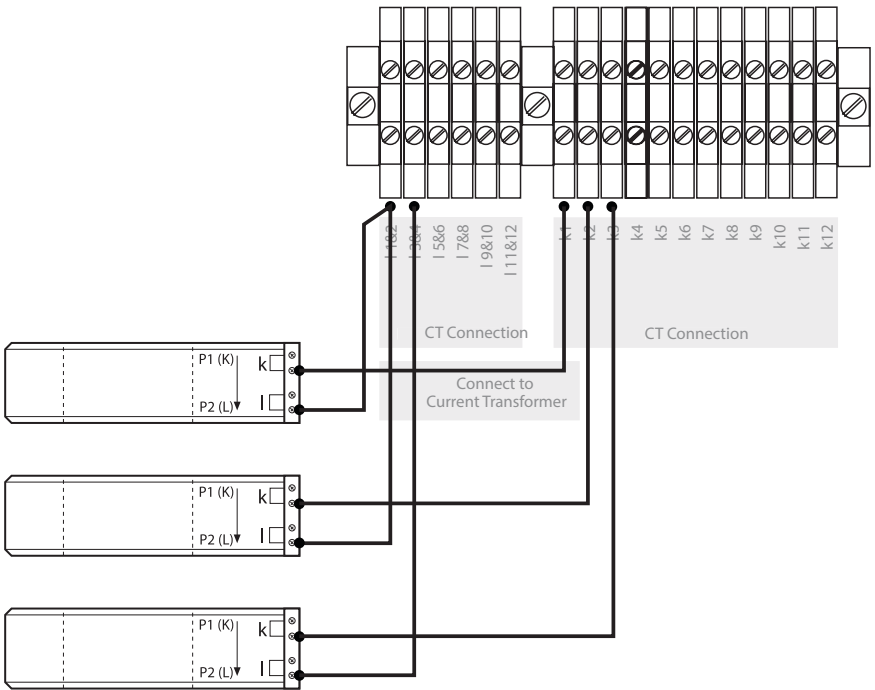 l 1&2
l 3&4
l 5&6
l 7&8
l 9&10
l 11&12
k1
k2
k3
k4
k5
k6
k7
k8
k9
k10
k11
k12
CT Connection
CT Connection
Connect to
Current Transformer
P1 (K)
k
P2 (L)
l
P1 (K)
k
P2 (L)
l
P1 (K)
k
P2 (L)
l